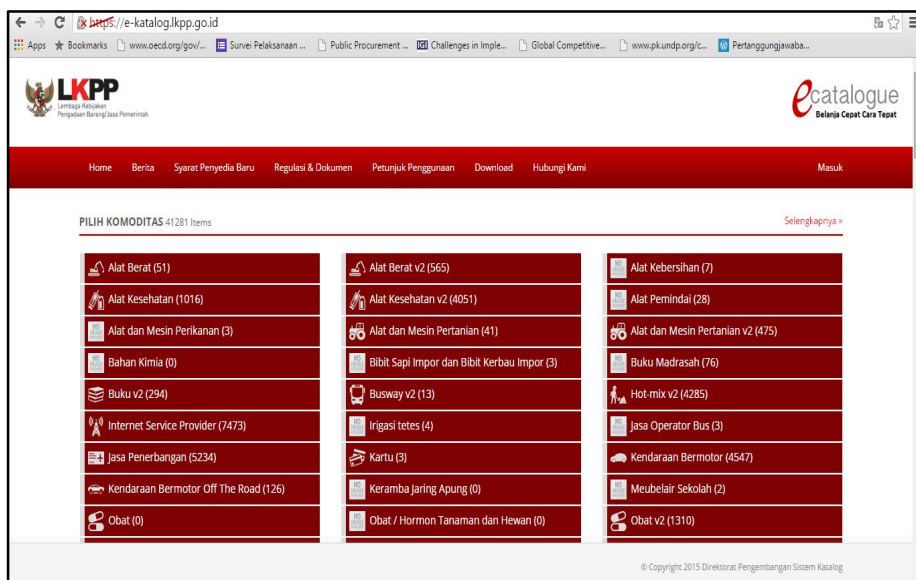 https://e-katalog.lkpp.go.id
Apps Bookmarks www.oecd.org/gov/... Survei Pelaksanaan ... Public Procurement ... Challenges in Imple... Global Competitive... www.pk.undp.org/c... Pertanggungjawaba...
LKPP
Lembaga Kebijakan
Pengadaan Barang/Jasa Pemerintah
ecatalogue
Belanja Cepat Cara Tepat
Home Berita Syarat Penyedia Baru Regulasi & Dokumen Petunjuk Penggunaan Download Hubungi Kami Masuk
PILIH KOMODITAS 41281 Items Selengkapnya »
Alat Berat (51) Alat Berat v2 (565) Alat Kebersihan (7)
Alat Kesehatan (1016) Alat Kesehatan v2 (4051) Alat Pemindai (28)
Alat dan Mesin Perikanan (3) Alat dan Mesin Pertanian (41) Alat dan Mesin Pertanian v2 (475)
Bahan Kimia (0) Bibit Sapi Impor dan Bibit Kerbau Impor (3) Buku Madrasah (76)
Buku v2 (294) Busway v2 (13) Hot-mix v2 (4285)
Internet Service Provider (7473) Irigasi tetes (4) Jasa Operator Bus (3)
Jasa Penerbangan (5234) Kartu (3) Kendaraan Bermotor (4547)
Kendaraan Bermotor Off The Road (126) Keramba Jaring Apung (0) Meubelair Sekolah (2)
Obat (0) Obat / Hormon Tanaman dan Hewan (0) Obat v2 (1310)
© Copyright 2015 Direktorat Pengembangan Sistem Katalog